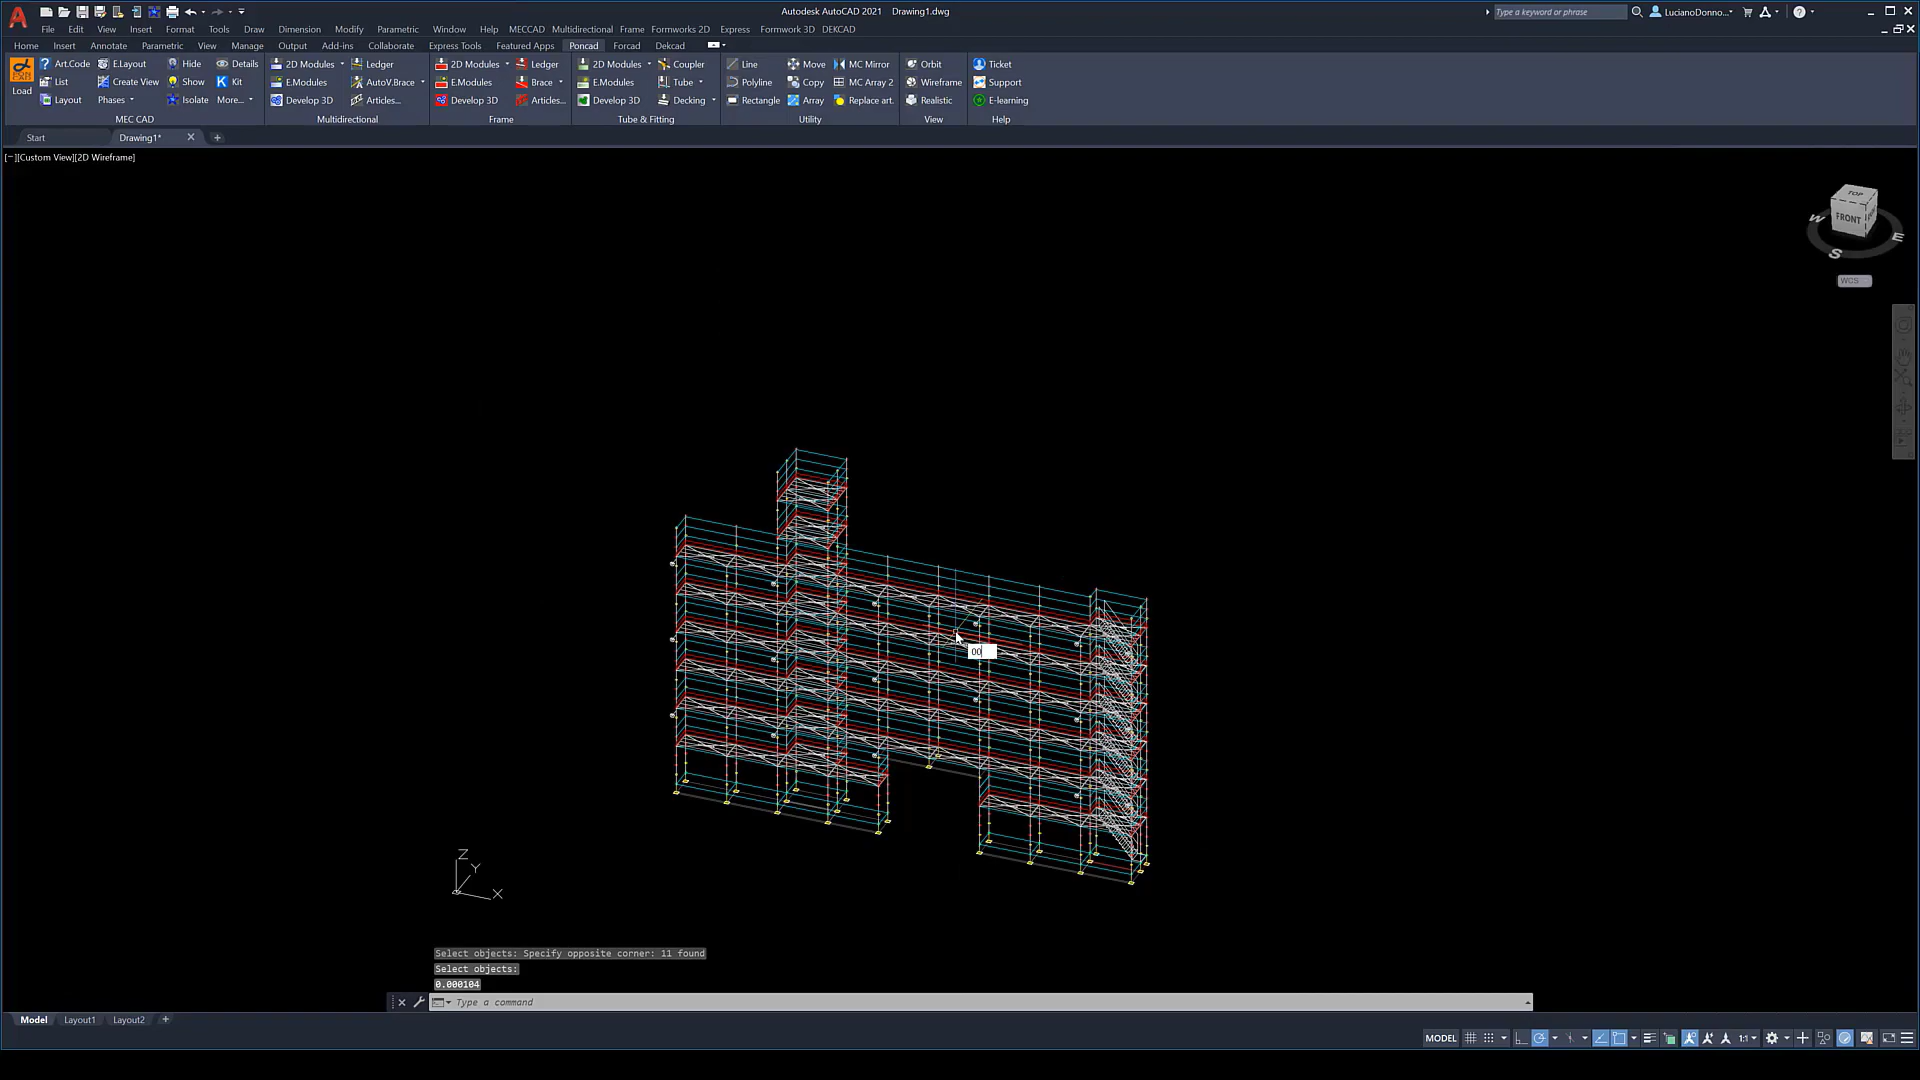 Autodesk AutoCAD 2021 Drawing1.dwg
Type a keyword or phrase
LucianoDonno...
File Edit View Insert Format Tools Draw Dimension Modify Parametric Window Help MECCAD Multidirectional Frame Formworks 2D Express Formwork 3D DEKCAD
Home Insert Annotate Parametric View Manage Output Add-ins Collaborate Express Tools Featured Apps Poncad Forcad Dekcad
Load
Art.Code E.Layout Hide Details
List Create View Show Kit
Layout Phases Isolate More...
MEC CAD
2D Modules Ledger
E.Modules AutoV.Brace
Develop 3D Articles...
Multidirectional
2D Modules Ledger
E.Modules Brace
Develop 3D Articles...
Frame
2D Modules Coupler
E.Modules Tube
Develop 3D Decking
Tube & Fitting
Line Move MC Mirror
Polyline Copy MC Array 2
Rectangle Array Replace art.
Utility
Orbit
Wireframe
Realistic
View
Ticket
Support
E-learning
Help
Start Drawing1*
[−][Custom View][2D Wireframe]
TOP
FRONT
W
E
S
WCS
00
Z
Y
X
Select objects: Specify opposite corner: 11 found
Select objects:
0.000104
Type a command
Model Layout1 Layout2
MODEL
1:1